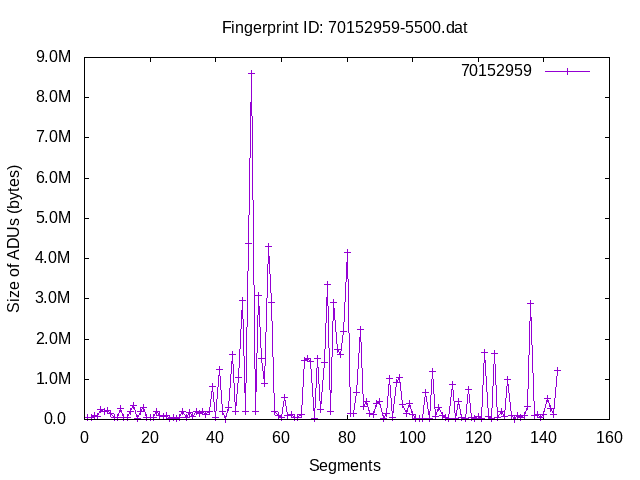 Fingerprint ID: 70152959-5500.dat
70152959
9.0M
8.0M
7.0M
6.0M
5.0M
4.0M
3.0M
2.0M
1.0M
0.0
Size of ADUs (bytes)
0 20 40 60 80 100 120 140 160
Segments